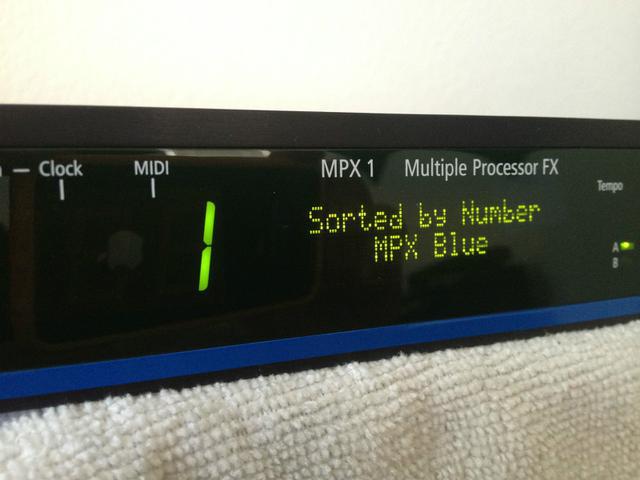 Clock
MIDI
MPX 1 Multiple Processor FX
Tempo
1
Sorted by Number
MPX Blue
A
B